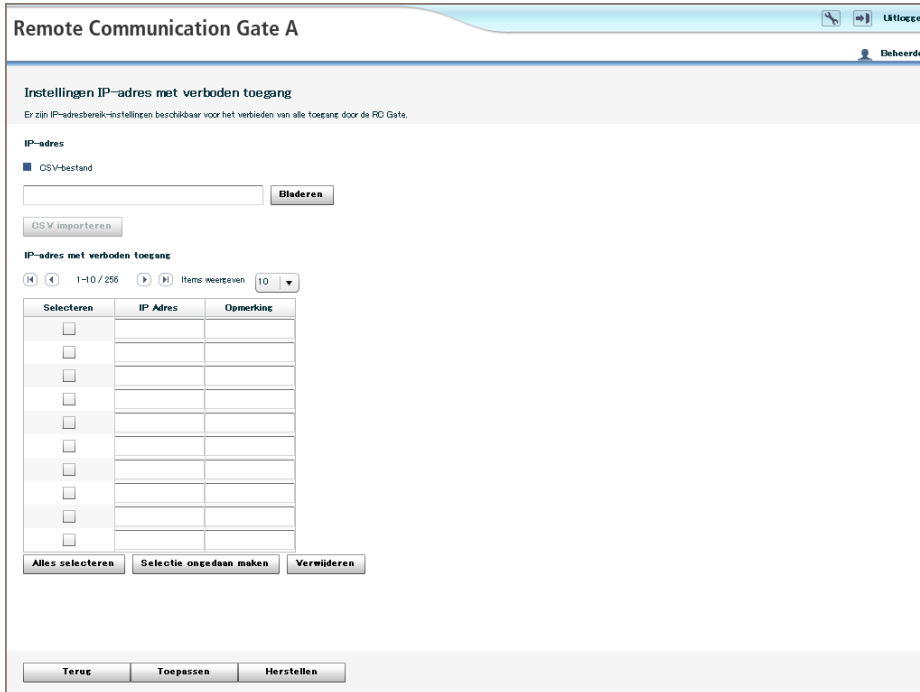 Remote Communication Gate A
Uitlogge
Beheerde
Instellingen IP-adres met verboden toegang
Er zijn IP-adresbereik-instellingen beschikbaar voor het verbieden van alle toegang door de RC Gate.
IP-adres
CSV-bestand
Bladeren
CSV importeren
IP-adres met verboden toegang
1-10 / 256 Items weergeven 10
Selecteren IP Adres Opmerking
Alles selecteren Selectie ongedaan maken Verwijderen
Terug Toepassen Herstellen